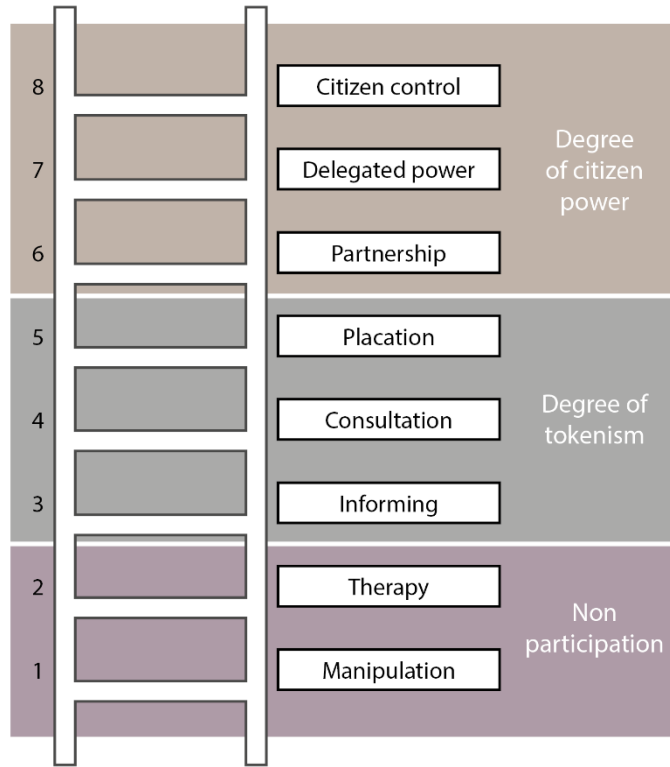 8
Citizen control
7
Delegated power
6
Partnership
Degree
of citizen
power
5
Placation
4
Consultation
3
Informing
Degree of
tokenism
2
Therapy
1
Manipulation
Non
participation